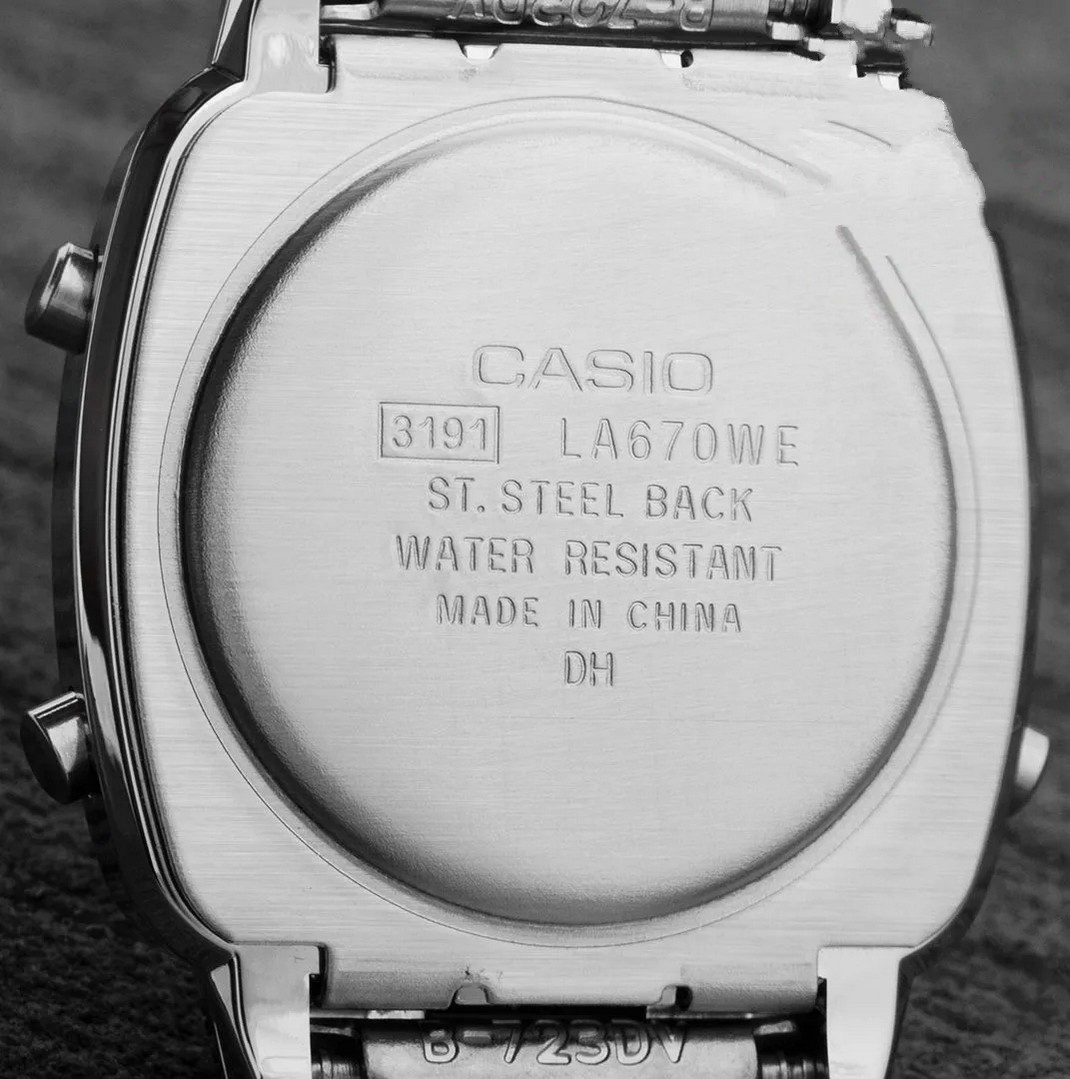 CASIO
3191 LA670WE
ST. STEEL BACK
WATER RESISTANT
MADE IN CHINA
DH
B-723DV